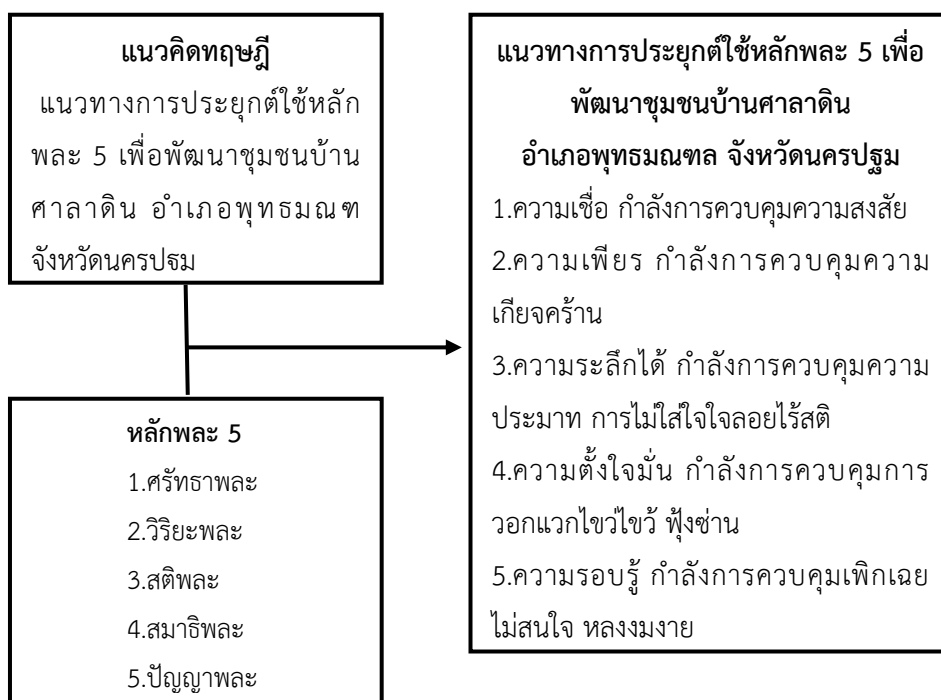 แนวคิดทฤษฎี
แนวทางการประยุกต์ใช้หลัก
พละ 5 เพื่อพัฒนาชุมชนบ้าน
ศาลาดิน อำเภอพุทธมณฑ
จังหวัดนครปฐม
หลักพละ 5
1.ศรัทธาพละ
2.วิริยะพละ
3.สติพละ
4.สมาธิพละ
5.ปัญญาพละ
แนวทางการประยุกต์ใช้หลักพละ 5 เพื่อ
พัฒนาชุมชนบ้านศาลาดิน
อำเภอพุทธมณฑล จังหวัดนครปฐม
1.ความเชื่อ กำลังการควบคุมความสงสัย
2.ความเพียร กำลังการควบคุมความ
เกียจคร้าน
3.ความระลึกได้ กำลังการควบคุมความ
ประมาท การไม่ใส่ใจใจลอยไร้สติ
4.ความตั้งใจมั่น กำลังการควบคุมการ
วอกแวกไขว่ไขว้ ฟุ้งซ่าน
5.ความรอบรู้ กำลังการควบคุมเพิกเฉย
ไม่สนใจ หลงงมงาย